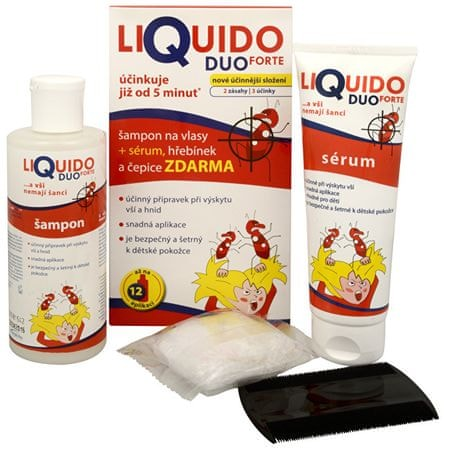 LIQUIDO
DUO FORTE
účinkuje
již od 5 minut*
nové účinnější složení
2 zásahy | 3 účinky
šampon na vlasy
+ sérum, hřebínek
a čepice ZDARMA
• účinný přípravek při výskytu
vší a hnid
• snadná aplikace
• je bezpečný a šetrný
k dětské pokožce
až na
12
aplikací
LIQUIDO
DUO FORTE
...a vši
nemají šanci
šampon
• účinný přípravek při výskytu
vší a hnid
• snadná aplikace
• je bezpečný a šetrný k dětské
pokožce
LIQUIDO
DUO FORTE
...a vši
nemají šanci
sérum
při výskytu vší
snadná aplikace
pro děti
je bezpečné a šetrné k dětské
pokožce